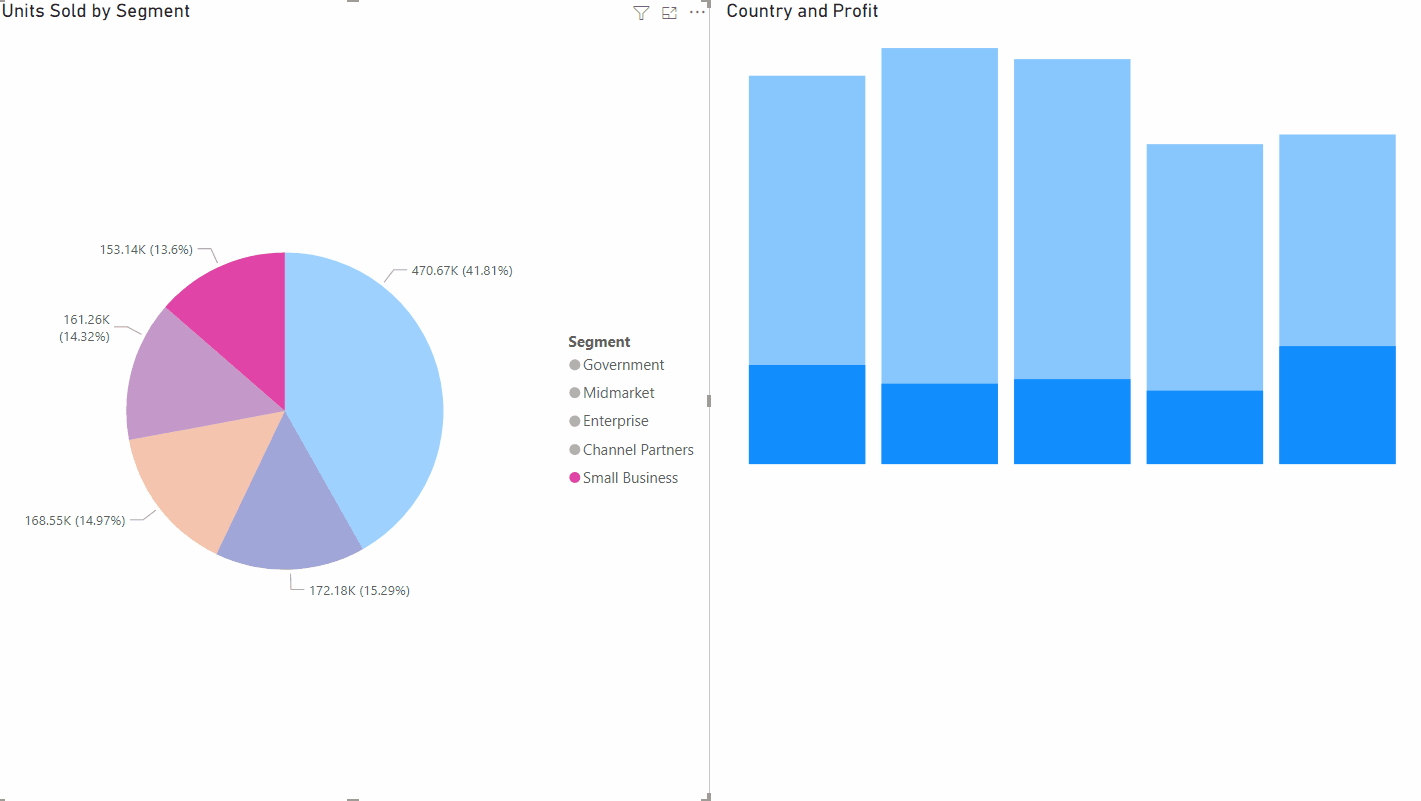 Units Sold by Segment
Country and Profit
153.14K (13.6%)
470.67K (41.81%)
161.26K
(14.32%)
168.55K (14.97%)
172.18K (15.29%)
Segment
Government
Midmarket
Enterprise
Channel Partners
Small Business